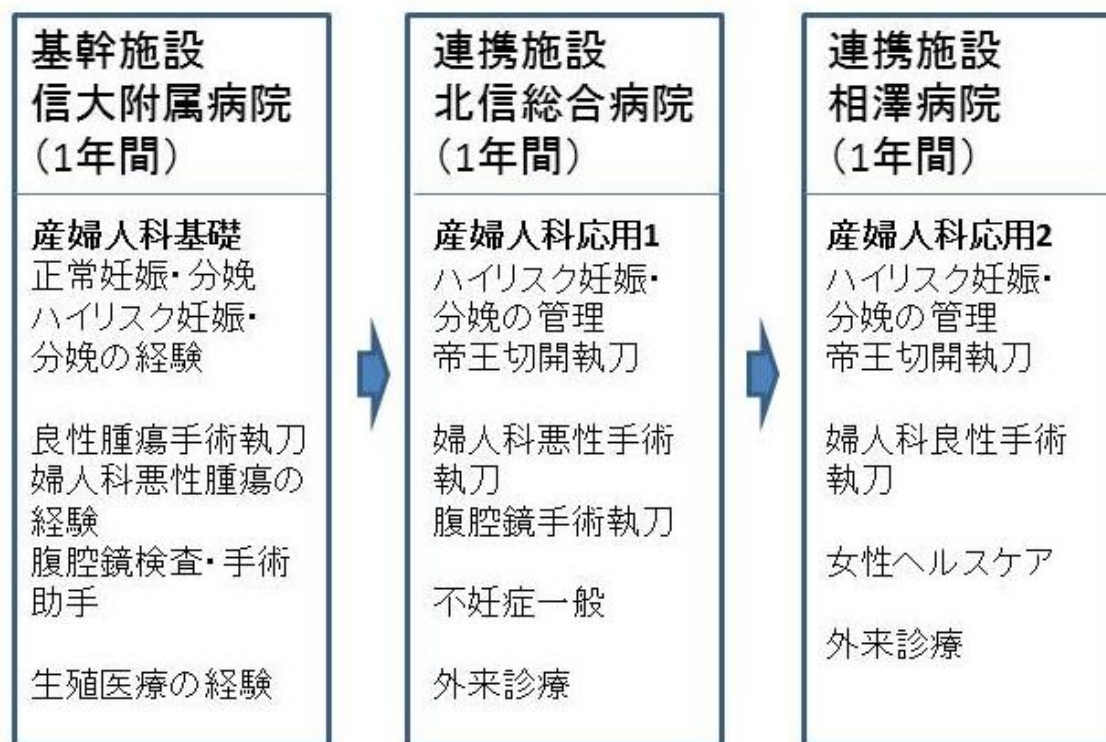 基幹施設
信大附属病院
（1年間）
産婦人科基礎
正常妊娠・分娩
ハイリスク妊娠・
分娩の経験
良性腫瘍手術執刀
婦人科悪性腫瘍の
経験
腹腔鏡検査・手術
助手
生殖医療の経験
連携施設
北信総合病院
（1年間）
産婦人科応用1
ハイリスク妊娠・
分娩の管理
帝王切開執刀
婦人科悪性手術
執刀
腹腔鏡手術執刀
不妊症一般
外来診療
連携施設
相澤病院
（1年間）
産婦人科応用2
ハイリスク妊娠・
分娩の管理
帝王切開執刀
婦人科良性手術
執刀
女性ヘルスケア
外来診療